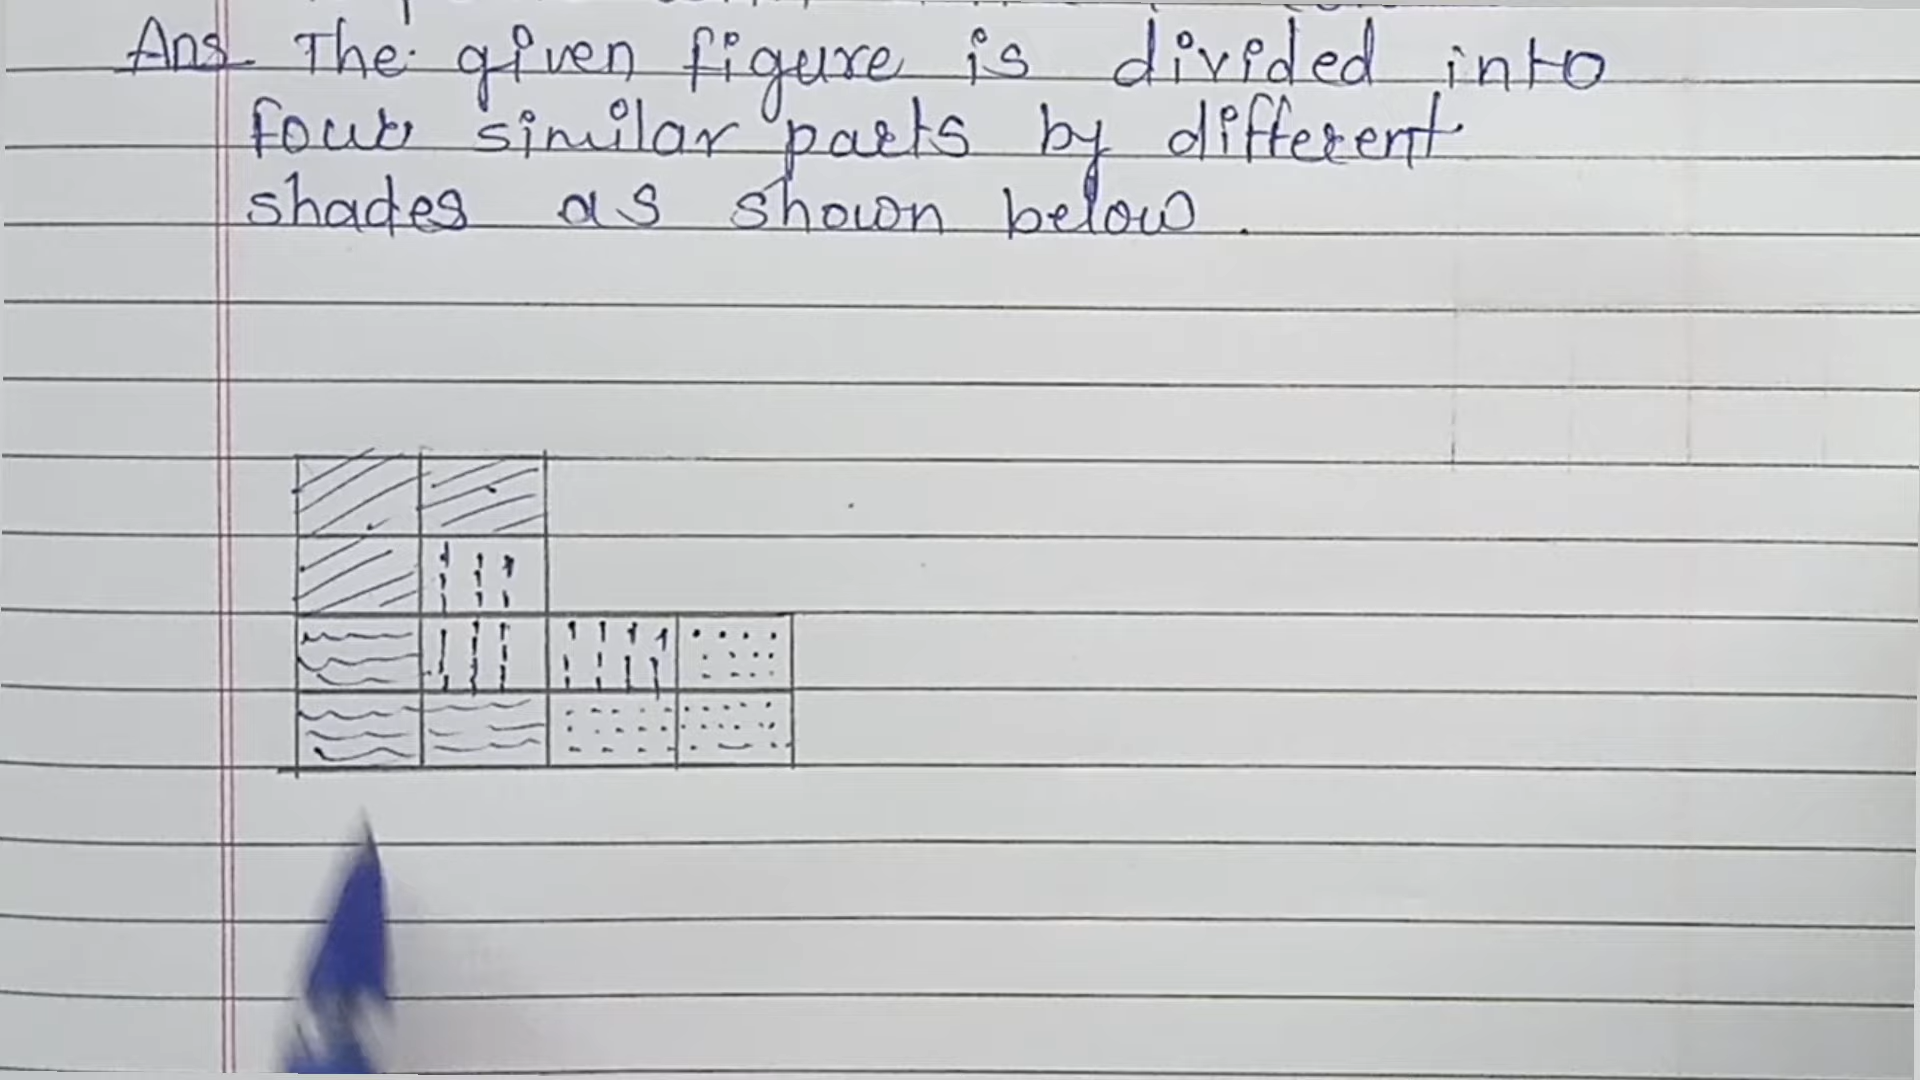 Ans. The given figure is divided into
four similar parts by different
shades as shown below.